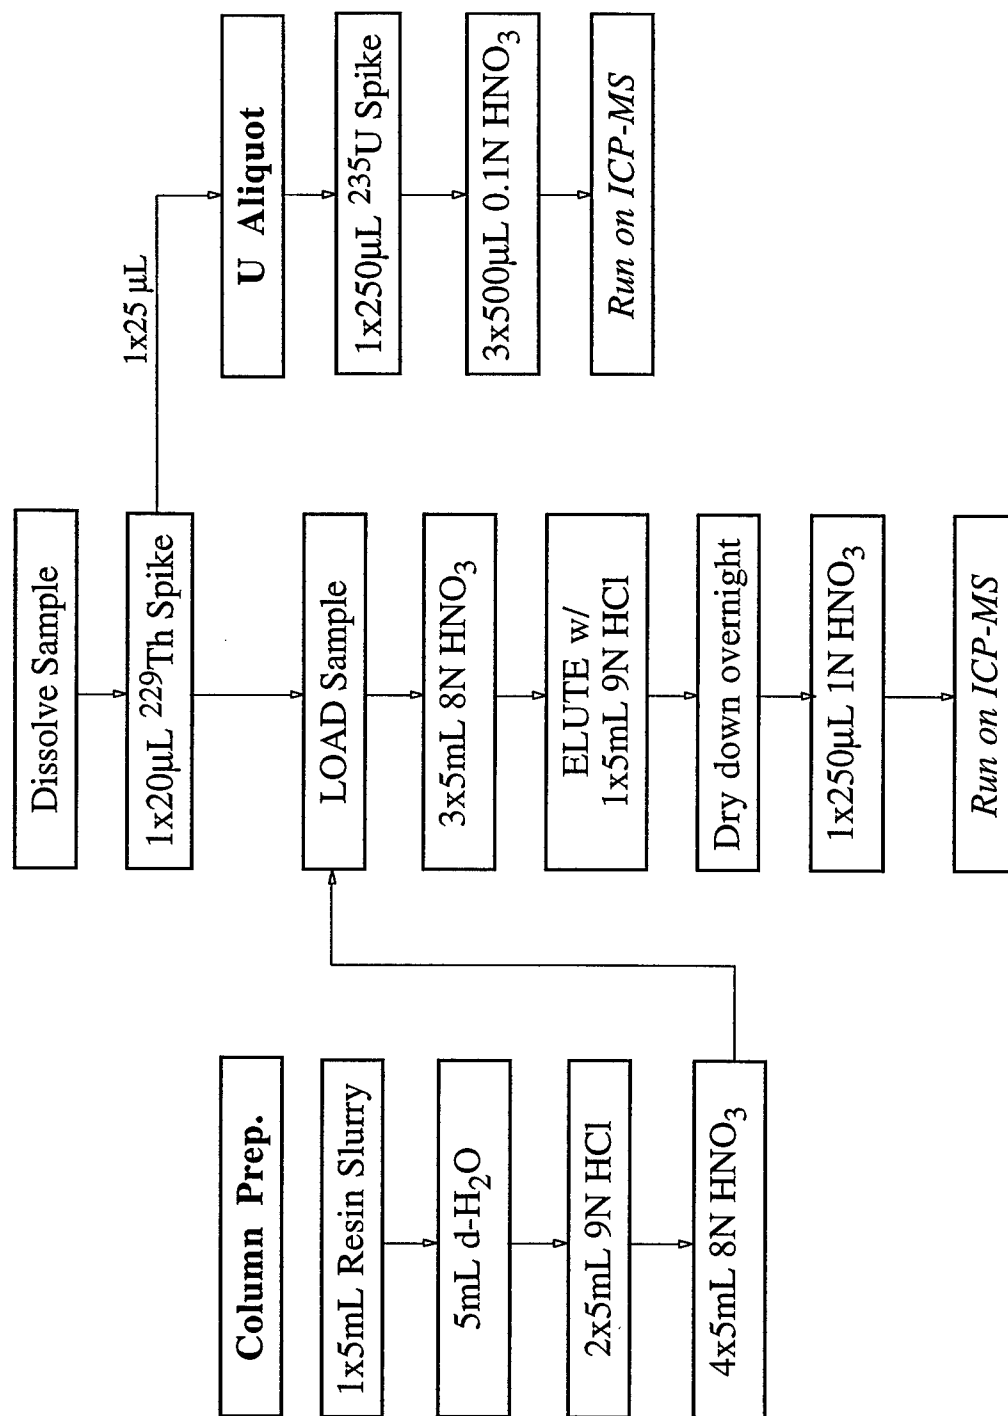 Column Prep.
1x5mL Resin Slurry
5mL d-H₂O
2x5mL 9N HCl
4x5mL 8N HNO₃
Dissolve Sample
1x20µL ²²⁹Th Spike
LOAD Sample
3x5mL 8N HNO₃
ELUTE w/
1x5mL 9N HCl
Dry down overnight
1x250µL 1N HNO₃
Run on ICP-MS
1x25 µL
U Aliquot
1x250µL ²³⁵U Spike
3x500µL 0.1N HNO₃
Run on ICP-MS